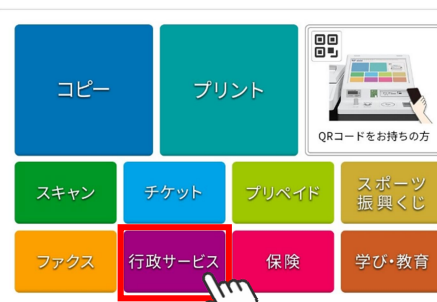 コピー
プリント
QRコードをお持ちの方
スキャン
チケット
プリペイド
スポーツ
振興くじ
ファクス
行政サービス
保険
学び・教育